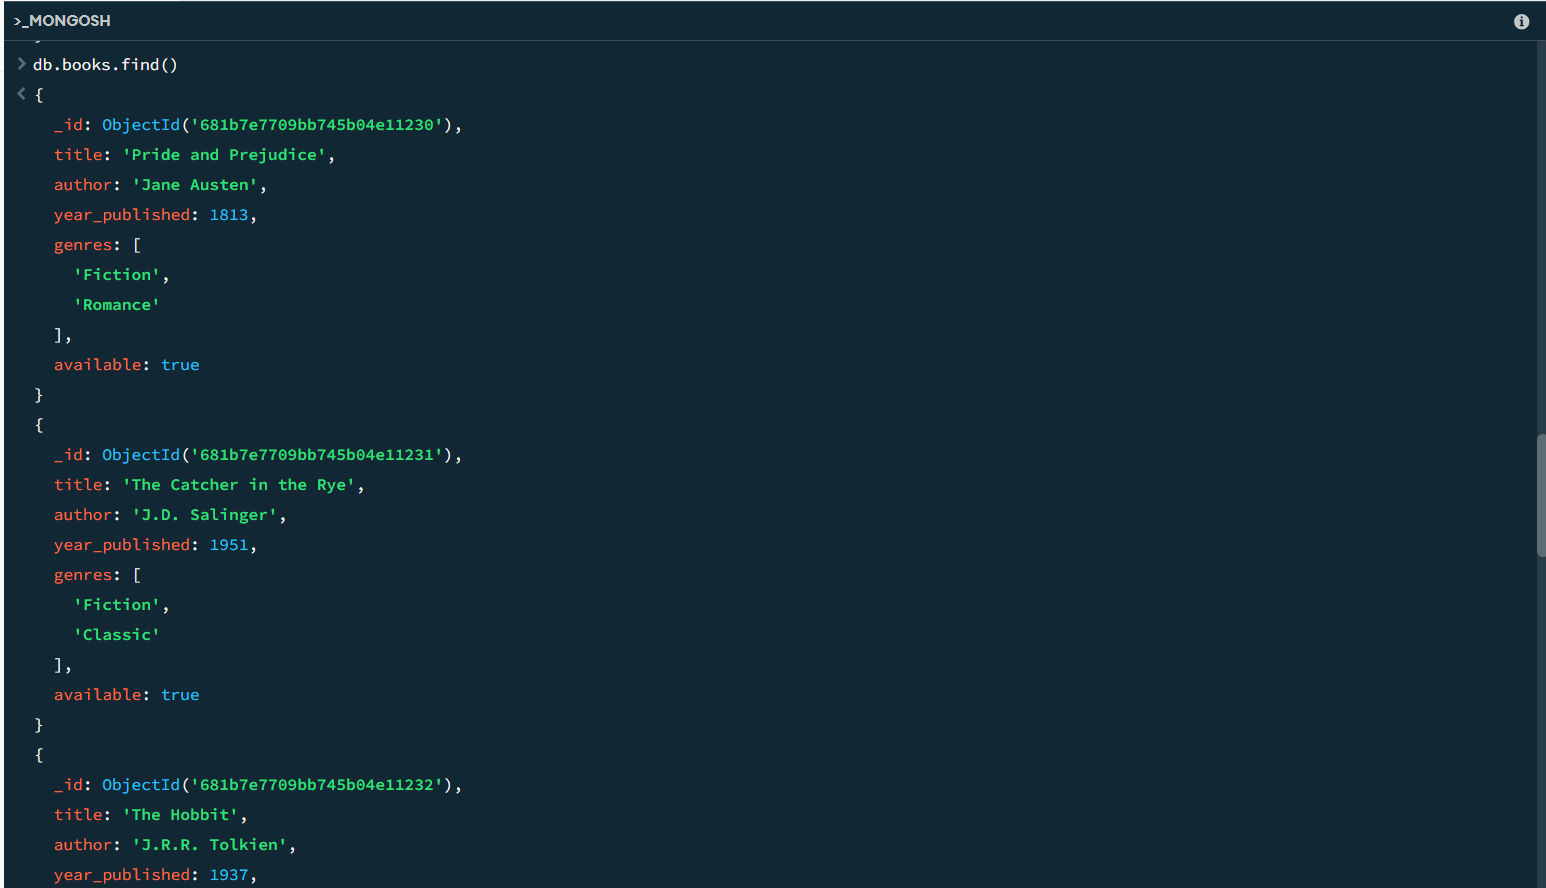 >_MONGOSH
> db.books.find()
< {
_id: ObjectId('681b7e7709bb745b04e11230'),
title: 'Pride and Prejudice',
author: 'Jane Austen',
year_published: 1813,
genres: [
'Fiction',
'Romance'
],
available: true
}
{
_id: ObjectId('681b7e7709bb745b04e11231'),
title: 'The Catcher in the Rye',
author: 'J.D. Salinger',
year_published: 1951,
genres: [
'Fiction',
'Classic'
],
available: true
}
{
_id: ObjectId('681b7e7709bb745b04e11232'),
title: 'The Hobbit',
author: 'J.R.R. Tolkien',
year_published: 1937,